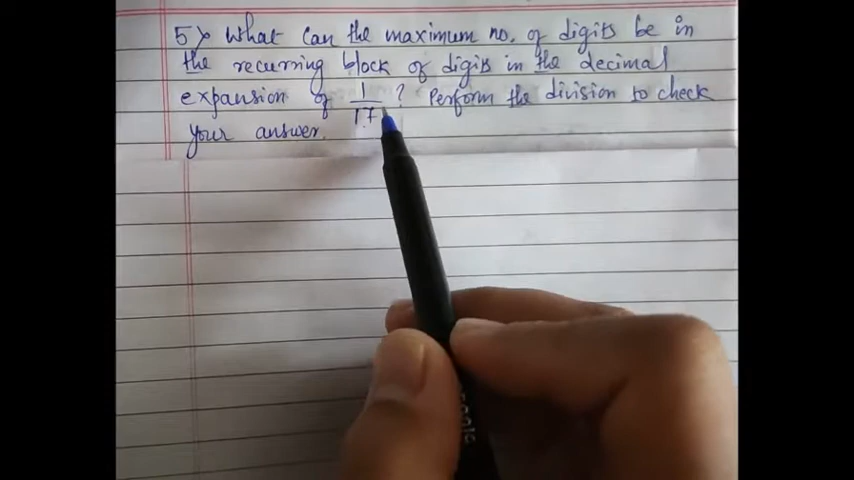 5> What can the maximum no. of digits be in
the recurring block of digits in the decimal
expansion of 1/17? Perform the division to check
your answer.